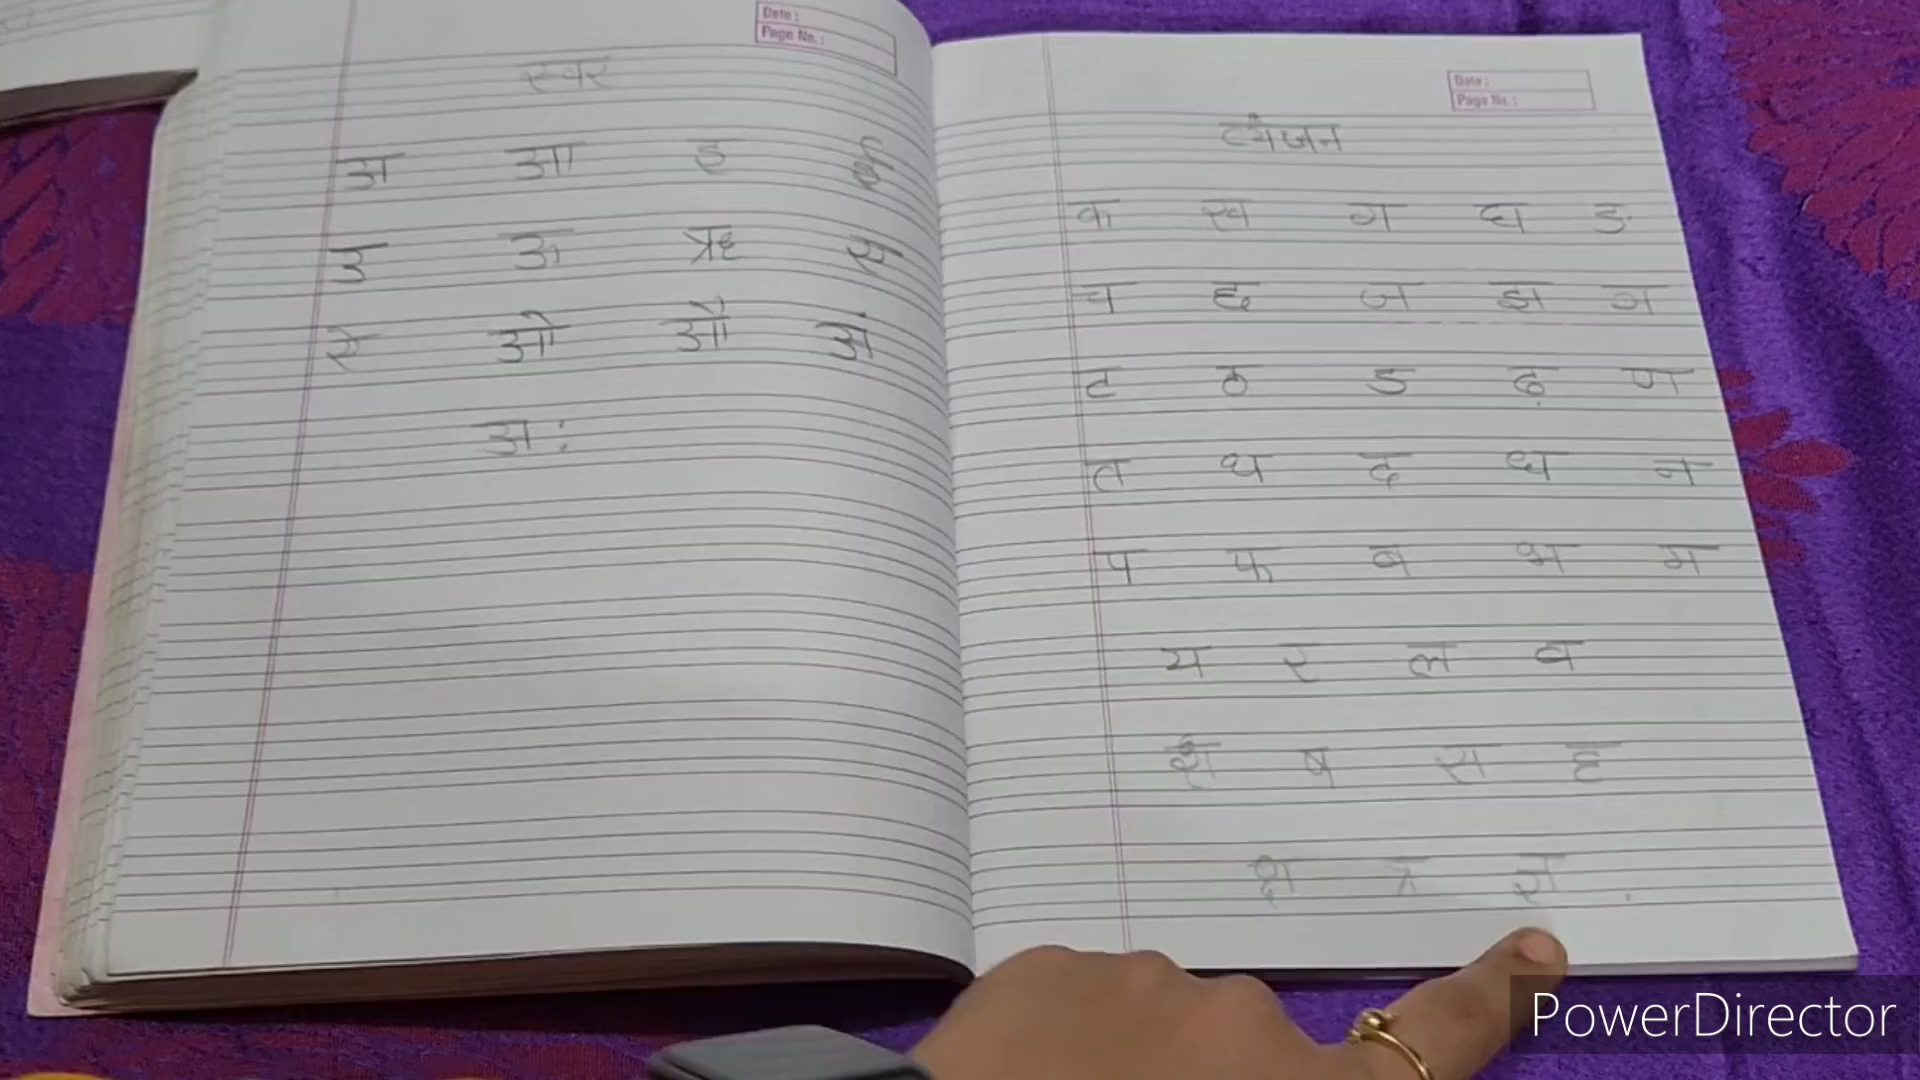 Date :
Page No. :
स्वर
अ आ इ ई
उ ऊ ऋ ए
ऐ ओ औ अं
अः
Date :
Page No. :
व्यंजन
क ख ग घ ङ
च छ ज झ ञ
ट ठ ड ढ़ ण
त थ द ध न
प फ ब भ म
य र ल व
श ष स ह
क्ष त्र ज्ञ
PowerDirector